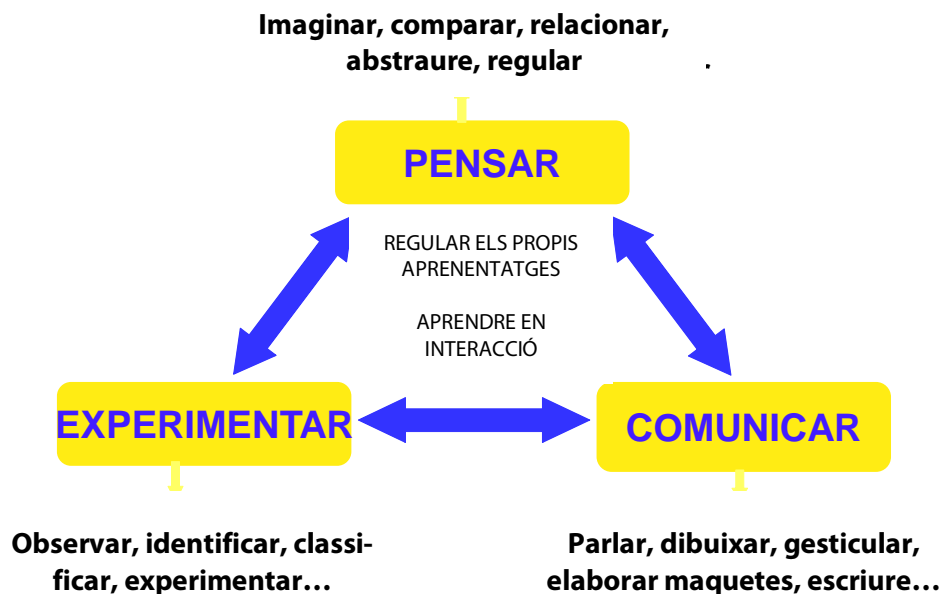 Imaginar, comparar, relacionar,
abstraure, regular .
PENSAR
REGULAR ELS PROPIS
APRENENTATGES
APRENDRE EN
INTERACCIÓ
EXPERIMENTAR
COMUNICAR
Observar, identificar, classi-
ficar, experimentar…
Parlar, dibuixar, gesticular,
elaborar maquetes, escriure…